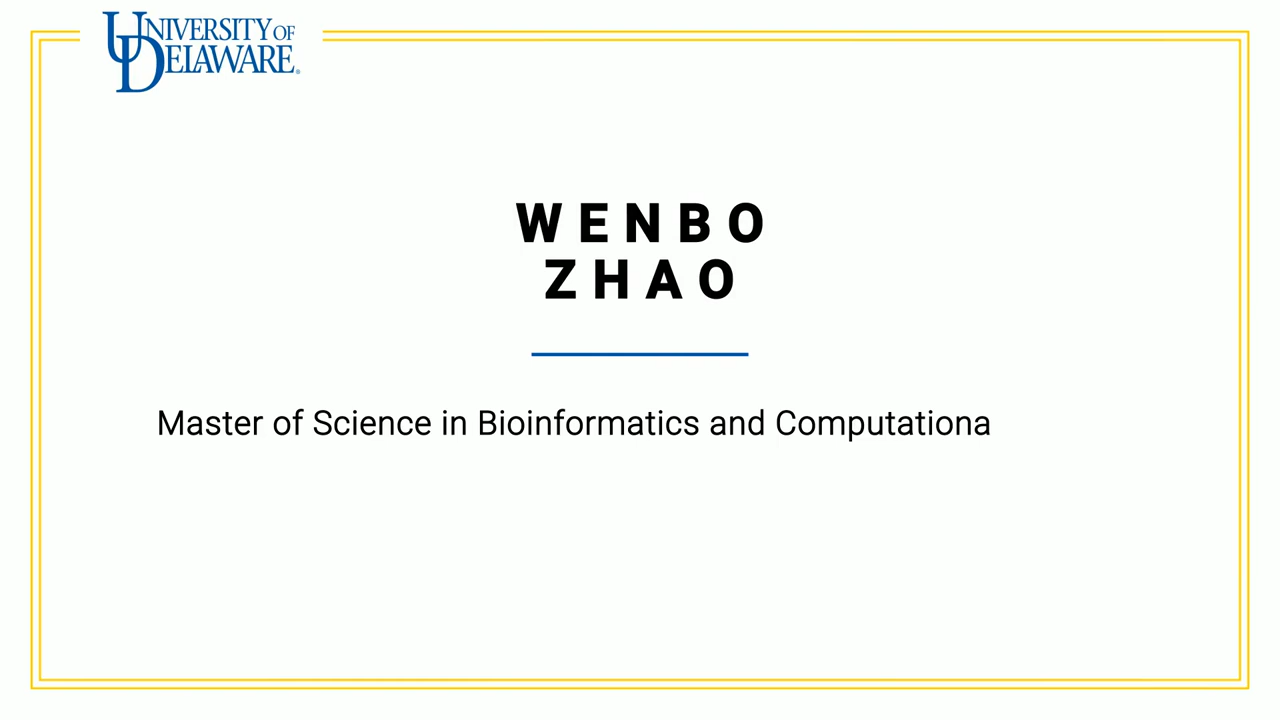 UNIVERSITY OF
DELAWARE
WENBO
ZHAO
Master of Science in Bioinformatics and Computationa